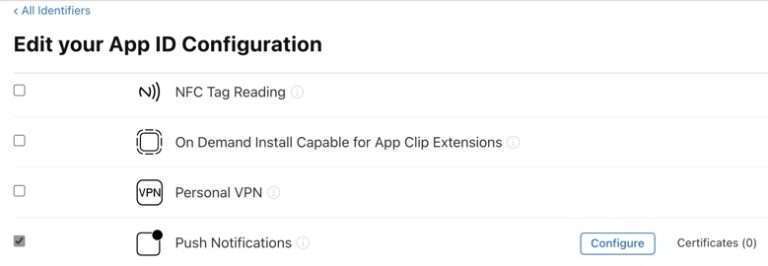 ‹ All Identifiers
Edit your App ID Configuration
N)) NFC Tag Reading
On Demand Install Capable for App Clip Extensions
VPN Personal VPN
Push Notifications Configure Certificates (0)